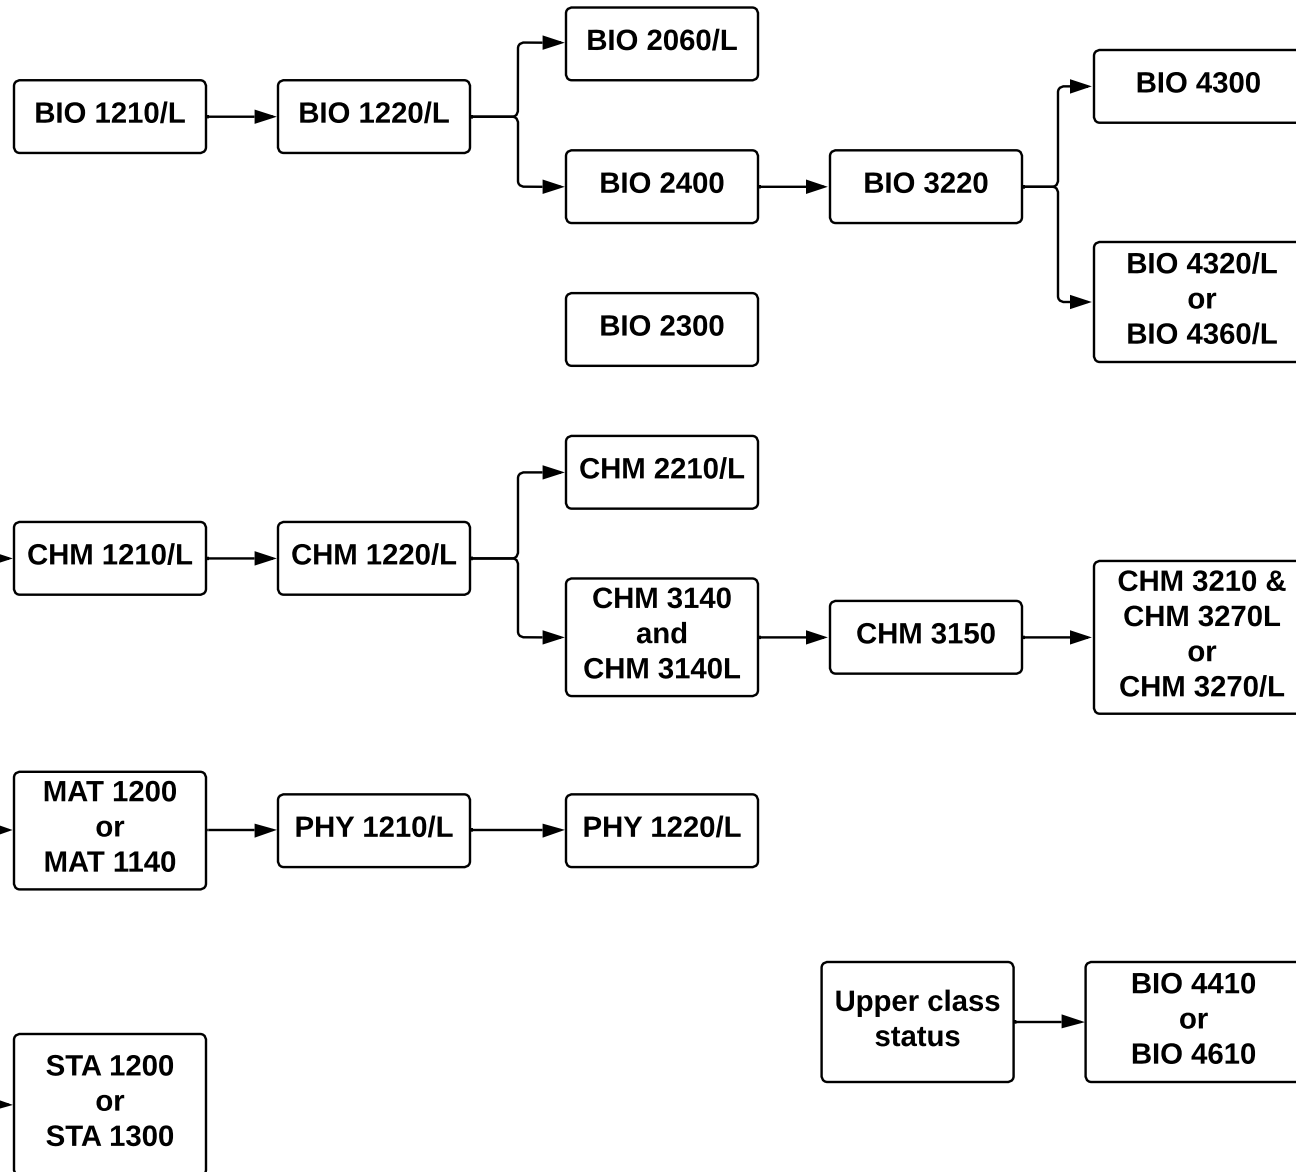 BIO 2060/L
BIO 1210/L
BIO 1220/L
BIO 4300
BIO 2400
BIO 3220
BIO 4320/L
or
BIO 4360/L
BIO 2300
CHM 2210/L
CHM 1210/L
CHM 1220/L
CHM 3140
and
CHM 3140L
CHM 3150
CHM 3210 &
CHM 3270L
or
CHM 3270/L
MAT 1200
or
MAT 1140
PHY 1210/L
PHY 1220/L
Upper class
status
BIO 4410
or
BIO 4610
STA 1200
or
STA 1300